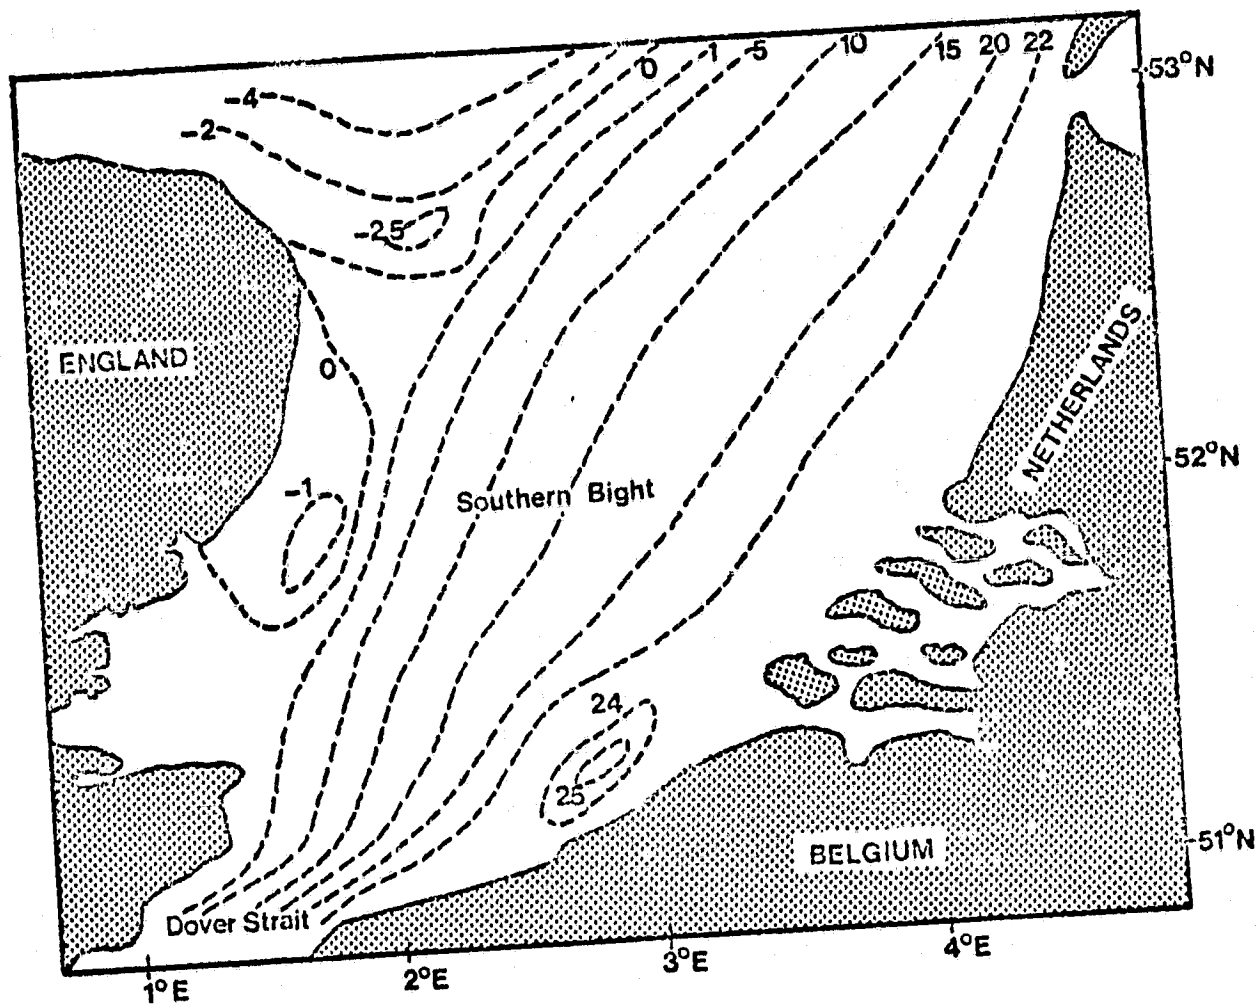 0 1 5 10 15 20 22
53°N
-4
-2
-25
ENGLAND
0
NETHERLANDS
52°N
-1
Southern Bight
24
25
51°N
BELGIUM
Dover Strait
1°E
2°E
3°E
4°E